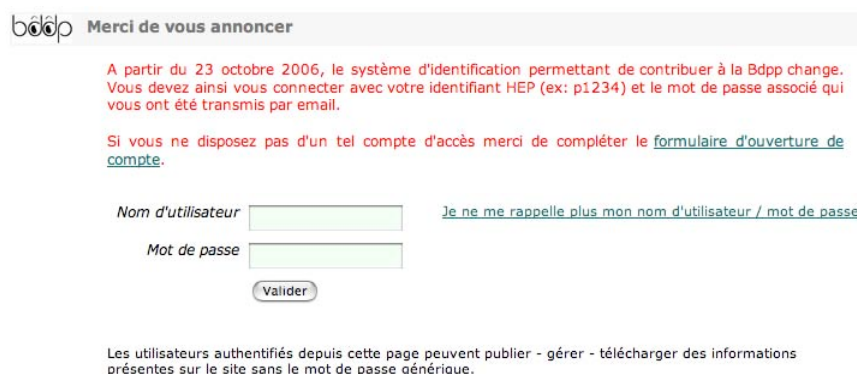 bddp Merci de vous annoncer
A partir du 23 octobre 2006, le système d'identification permettant de contribuer à la Bdpp change.
Vous devez ainsi vous connecter avec votre identifiant HEP (ex: p1234) et le mot de passe associé qui
vous ont été transmis par email.
Si vous ne disposez pas d'un tel compte d'accès merci de compléter le formulaire d'ouverture de
compte.
Nom d'utilisateur Je ne me rappelle plus mon nom d'utilisateur / mot de passe
Mot de passe
Valider
Les utilisateurs authentifiés depuis cette page peuvent publier - gérer - télécharger des informations
présentes sur le site sans le mot de passe générique.